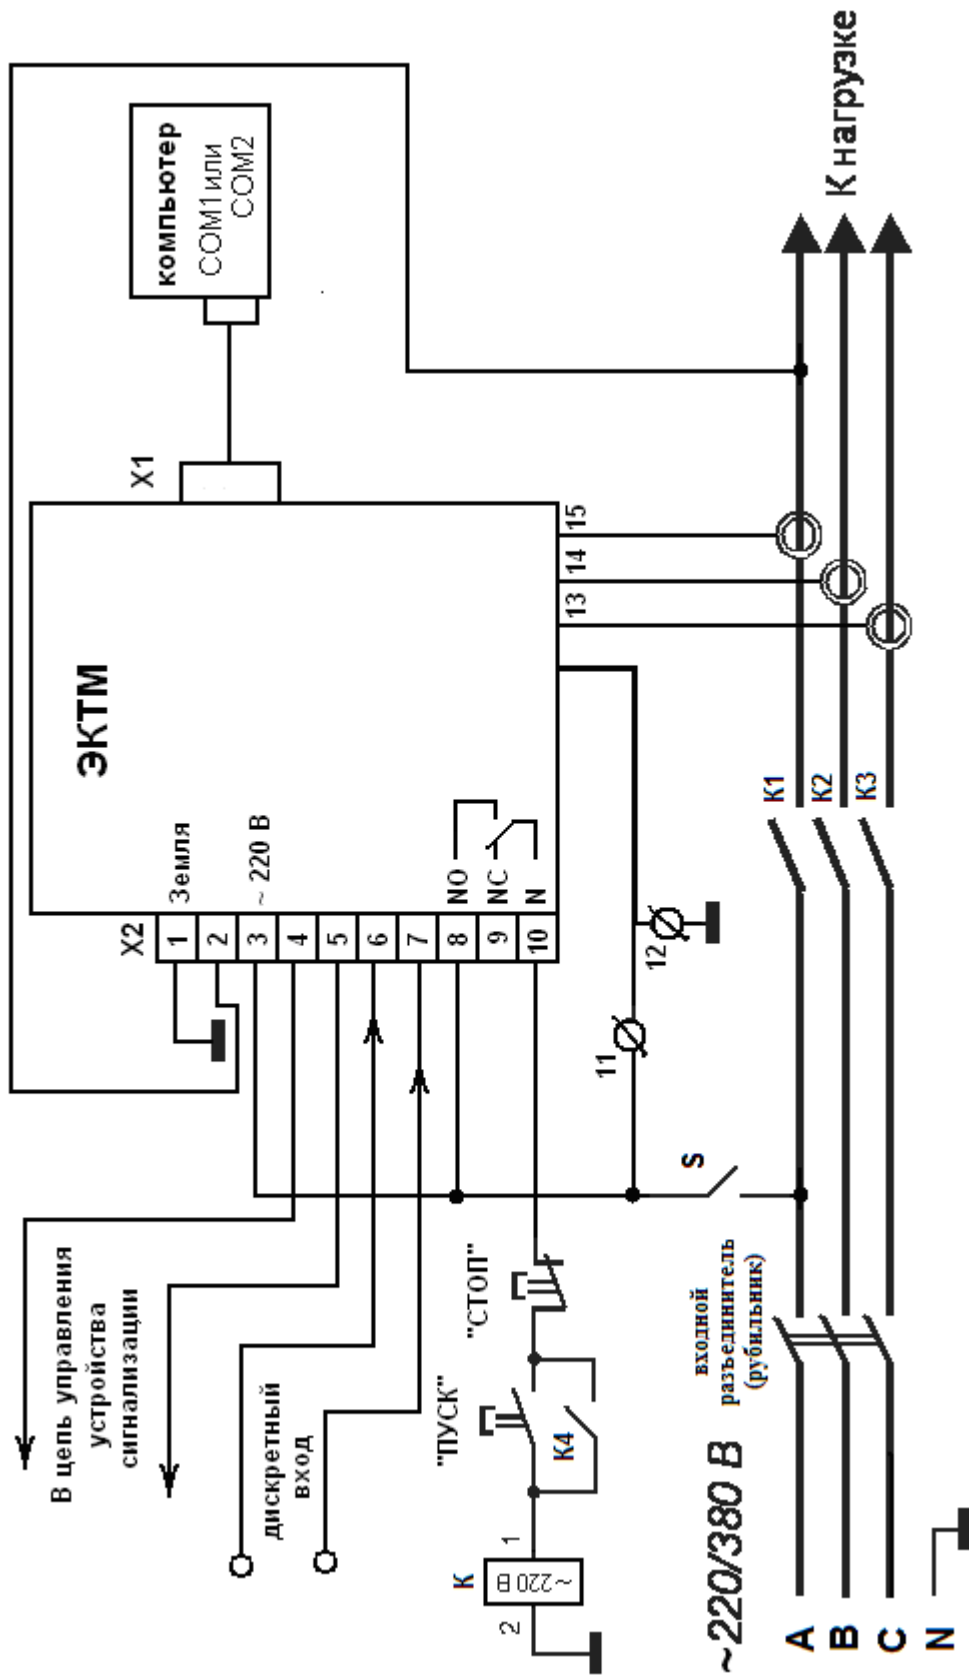 компьютер
COM1 или
COM2
X1
К нагрузке
ЭКТМ
X2
Земля
~ 220 В
NO
NC
N
1
2
3
4
5
6
7
8
9
10
15
14
13
12
11
S
K1
K2
K3
В цепь управления
устройства
сигнализации
дискретный
вход
"СТОП"
"ПУСК"
K4
K
1
2
~220 В
входной
разъединитель
(рубильник)
~220/380 В
A
B
C
N